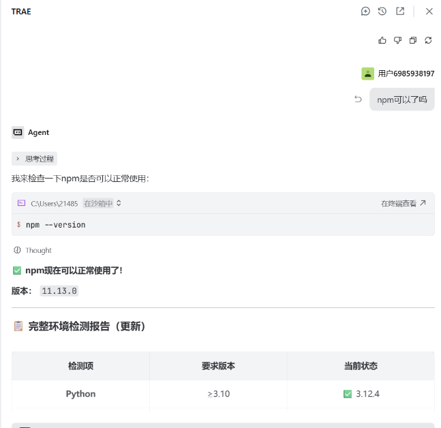 TRAE
用户6985938197
npm可以了吗
Agent
思考过程
我来检查一下npm是否可以正常使用：
C:\Users\21485 在沙箱中 在终端查看
$ npm --version
Thought
npm现在可以正常使用了！
版本： 11.13.0
完整环境检测报告（更新）
检测项 要求版本 当前状态
Python ≥3.10 3.12.4